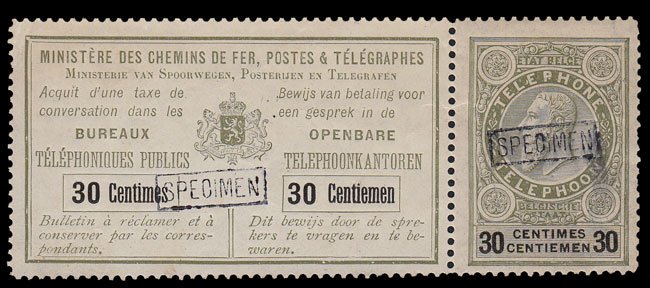 MINISTÈRE DES CHEMINS DE FER, POSTES & TÉLÉGRAPHES
MINISTERIE VAN SPOORWEGEN, POSTERIJEN EN TELEGRAFEN
Acquit d'une taxe de
conversation dans les
BUREAUX
TÉLÉPHONIQUES PUBLICS
30 Centimes
SPECIMEN
Bulletin à réclamer et à
conserver par les corres-
pondants.
Bewijs van betaling voor
een gesprek in de
OPENBARE
TELEPHOONKANTOREN
30 Centiemen
Dit bewijs door de spre-
kers te vragen en te be-
waren.
ETAT BELGE
TELEPHONE
SPECIMEN
TELEPHOON
BELGISCHE
STAAT
30 CENTIMES CENTIEMEN 30